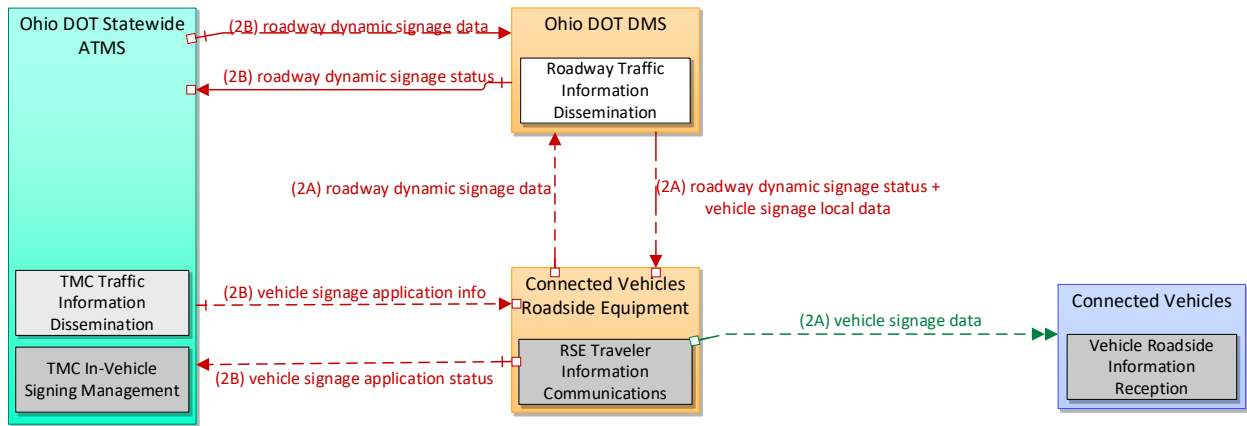 Ohio DOT Statewide
ATMS
(2B) roadway dynamic signage data
(2B) roadway dynamic signage status
Ohio DOT DMS
Roadway Traffic
Information
Dissemination
(2A) roadway dynamic signage data
(2A) roadway dynamic signage status +
vehicle signage local data
TMC Traffic
Information
Dissemination
(2B) vehicle signage application info
Connected Vehicles
Roadside Equipment
TMC In-Vehicle
Signing Management
(2B) vehicle signage application status
RSE Traveler
Information
Communications
(2A) vehicle signage data
Connected Vehicles
Vehicle Roadside
Information
Reception